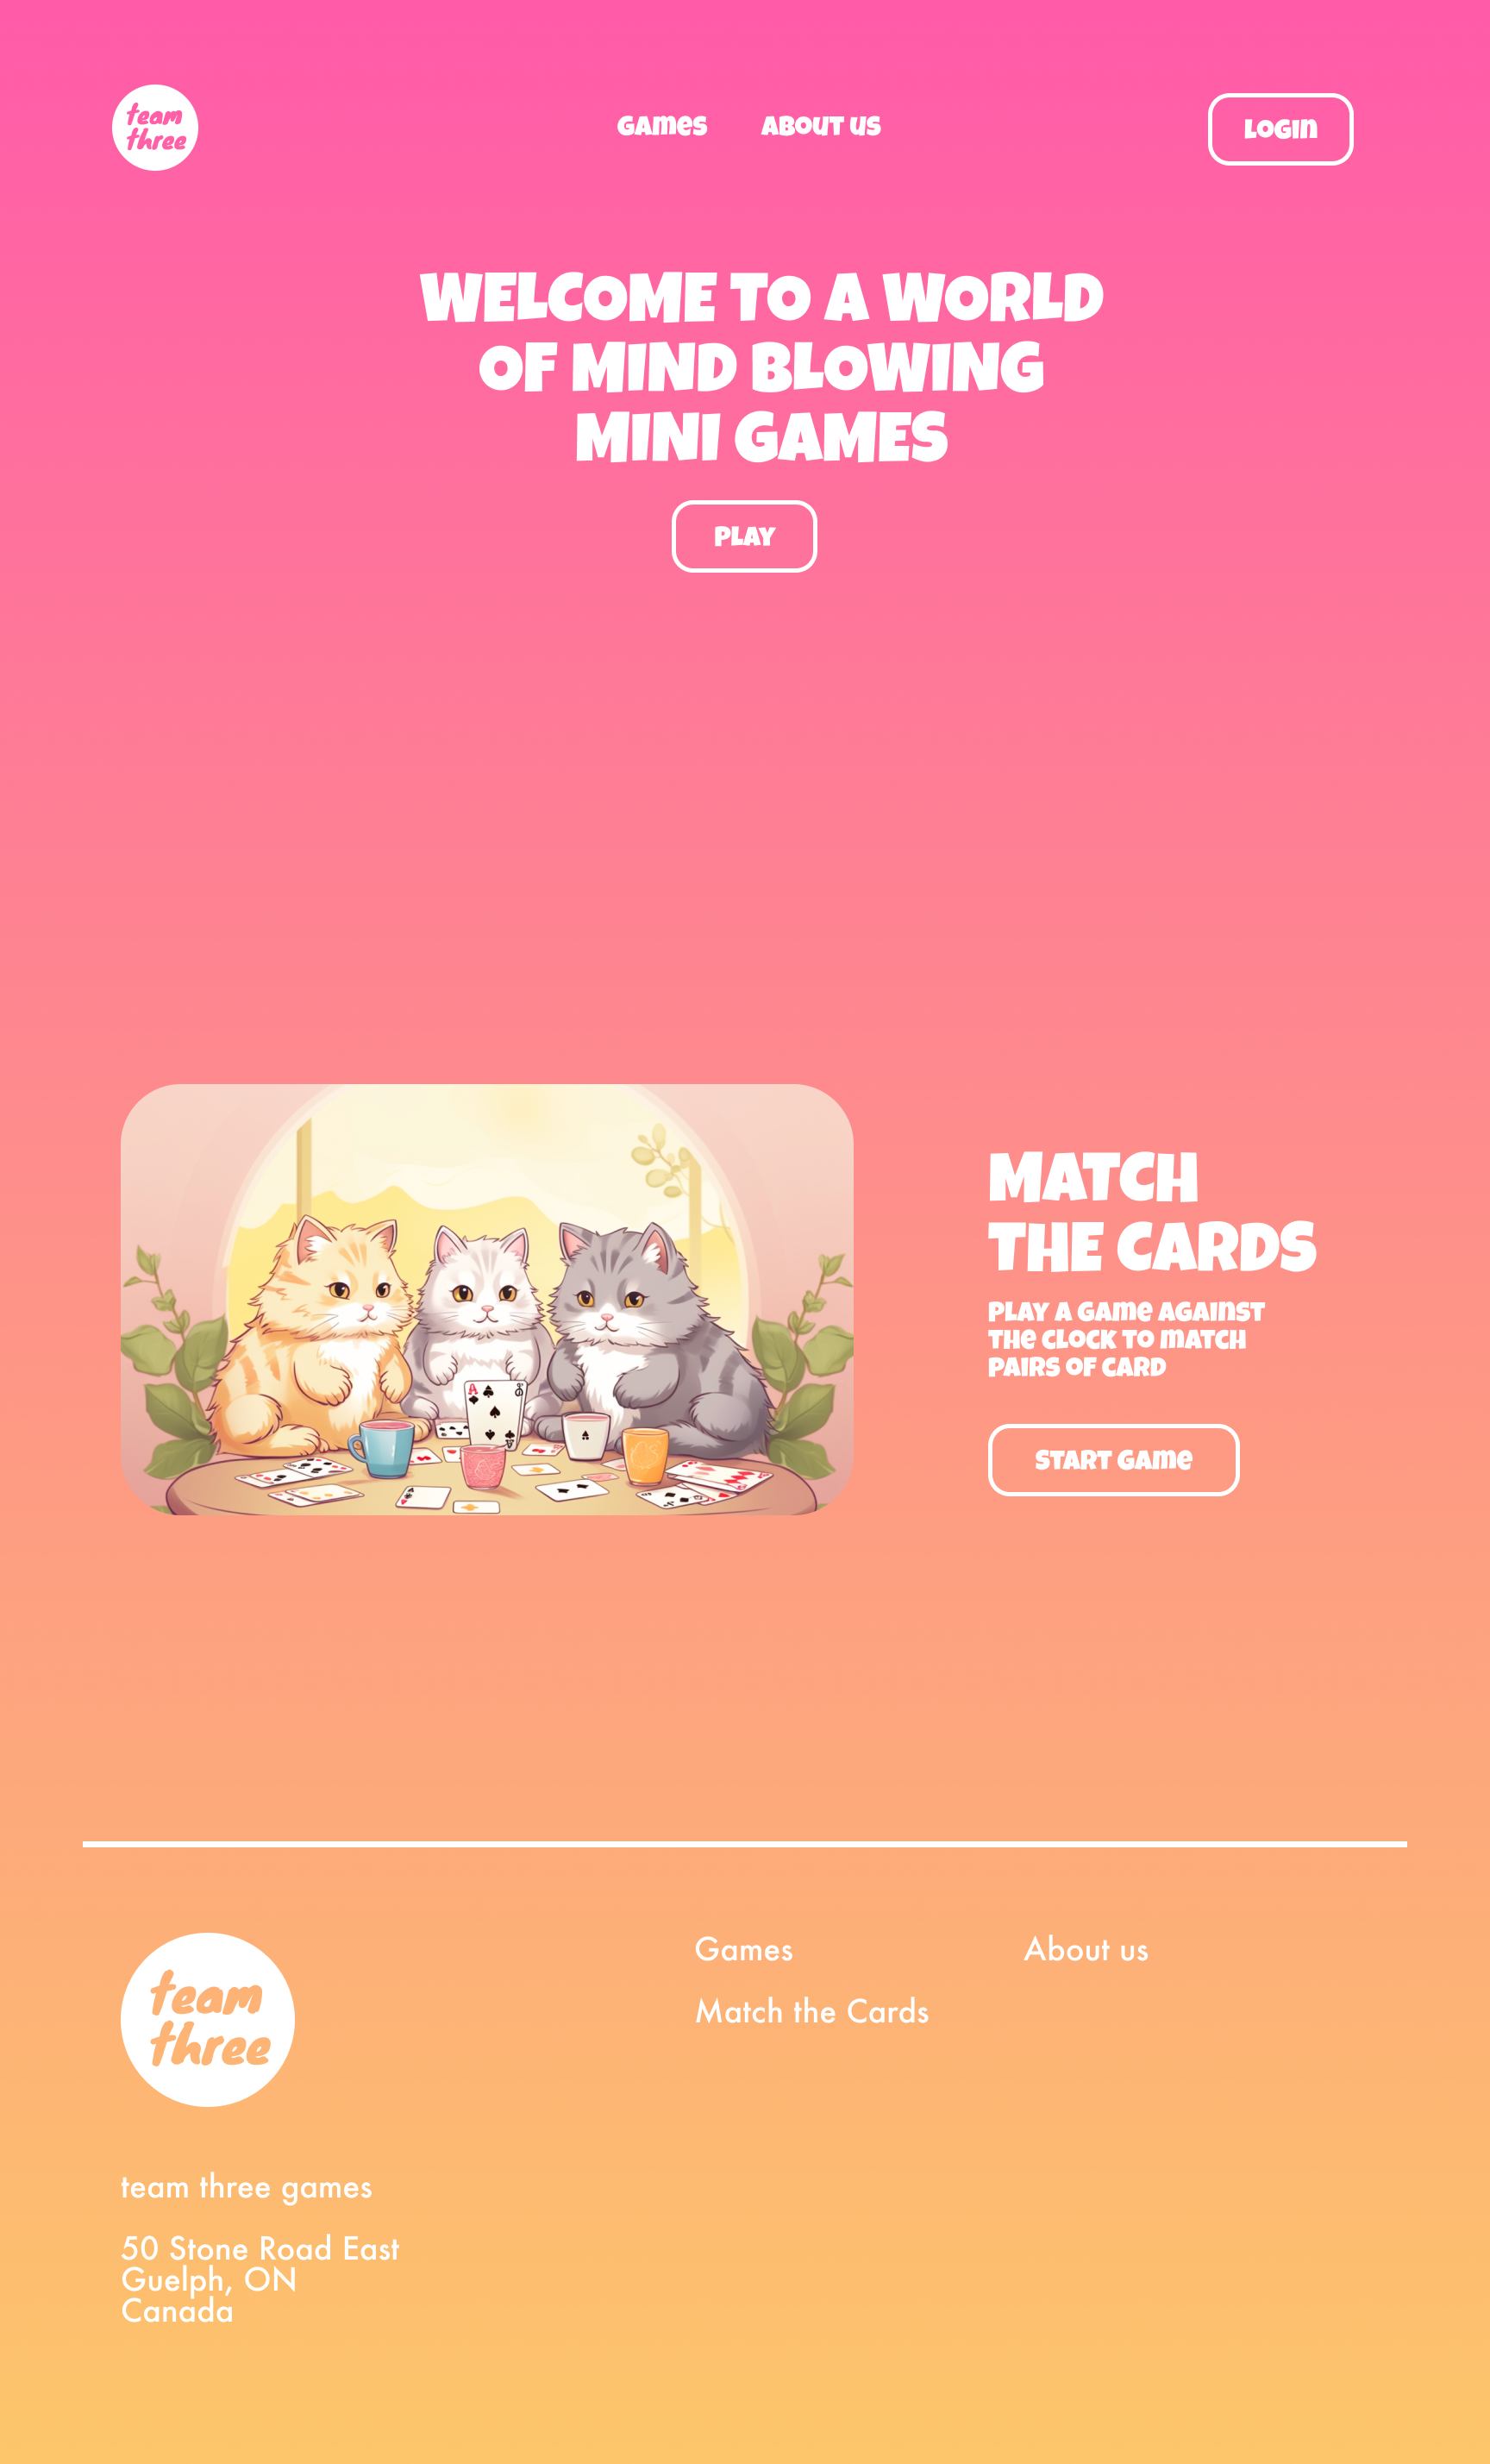 team
three
Games
About us
Login
WELCOME TO A WORLD
OF MIND BLOWING
MINI GAMES
PLAY
MATCH
THE CARDS
Play a game against
the clock to match
pairs of card
Start Game
team
three
Games
About us
Match the Cards
team three games
50 Stone Road East
Guelph, ON
Canada